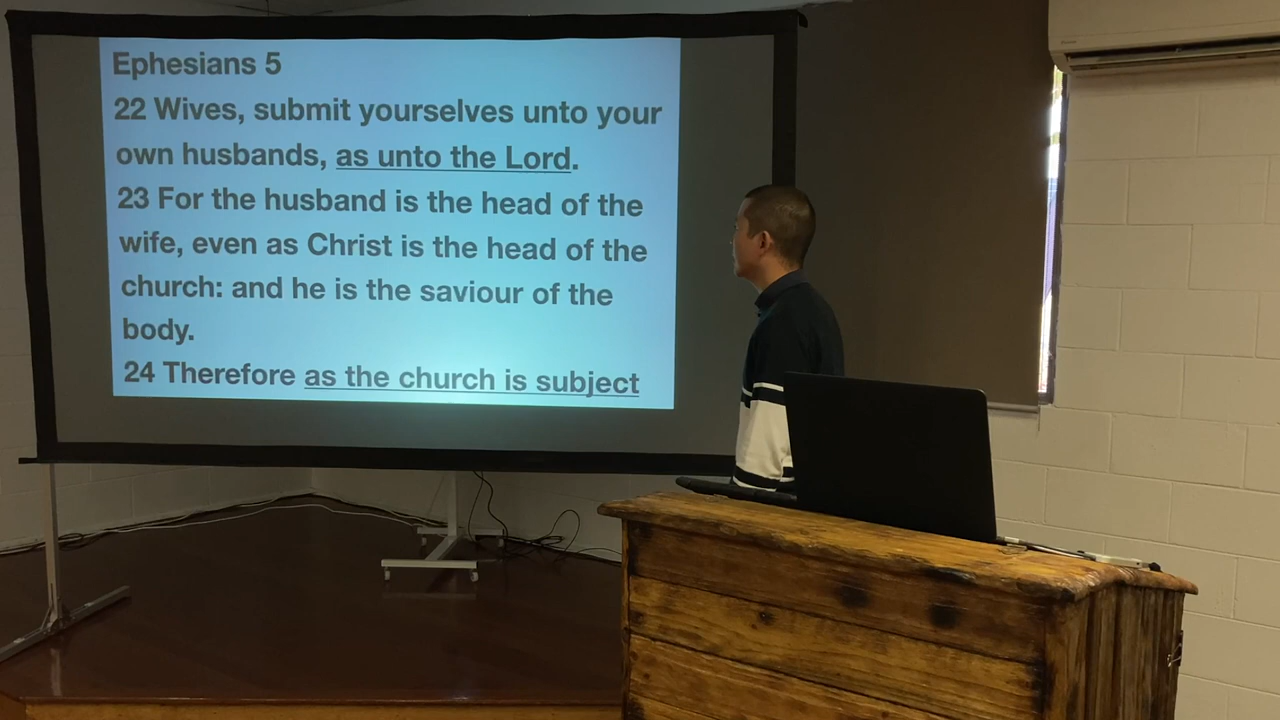 Ephesians 5
22 Wives, submit yourselves unto your
own husbands, as unto the Lord.
23 For the husband is the head of the
wife, even as Christ is the head of the
church: and he is the saviour of the
body.
24 Therefore as the church is subject